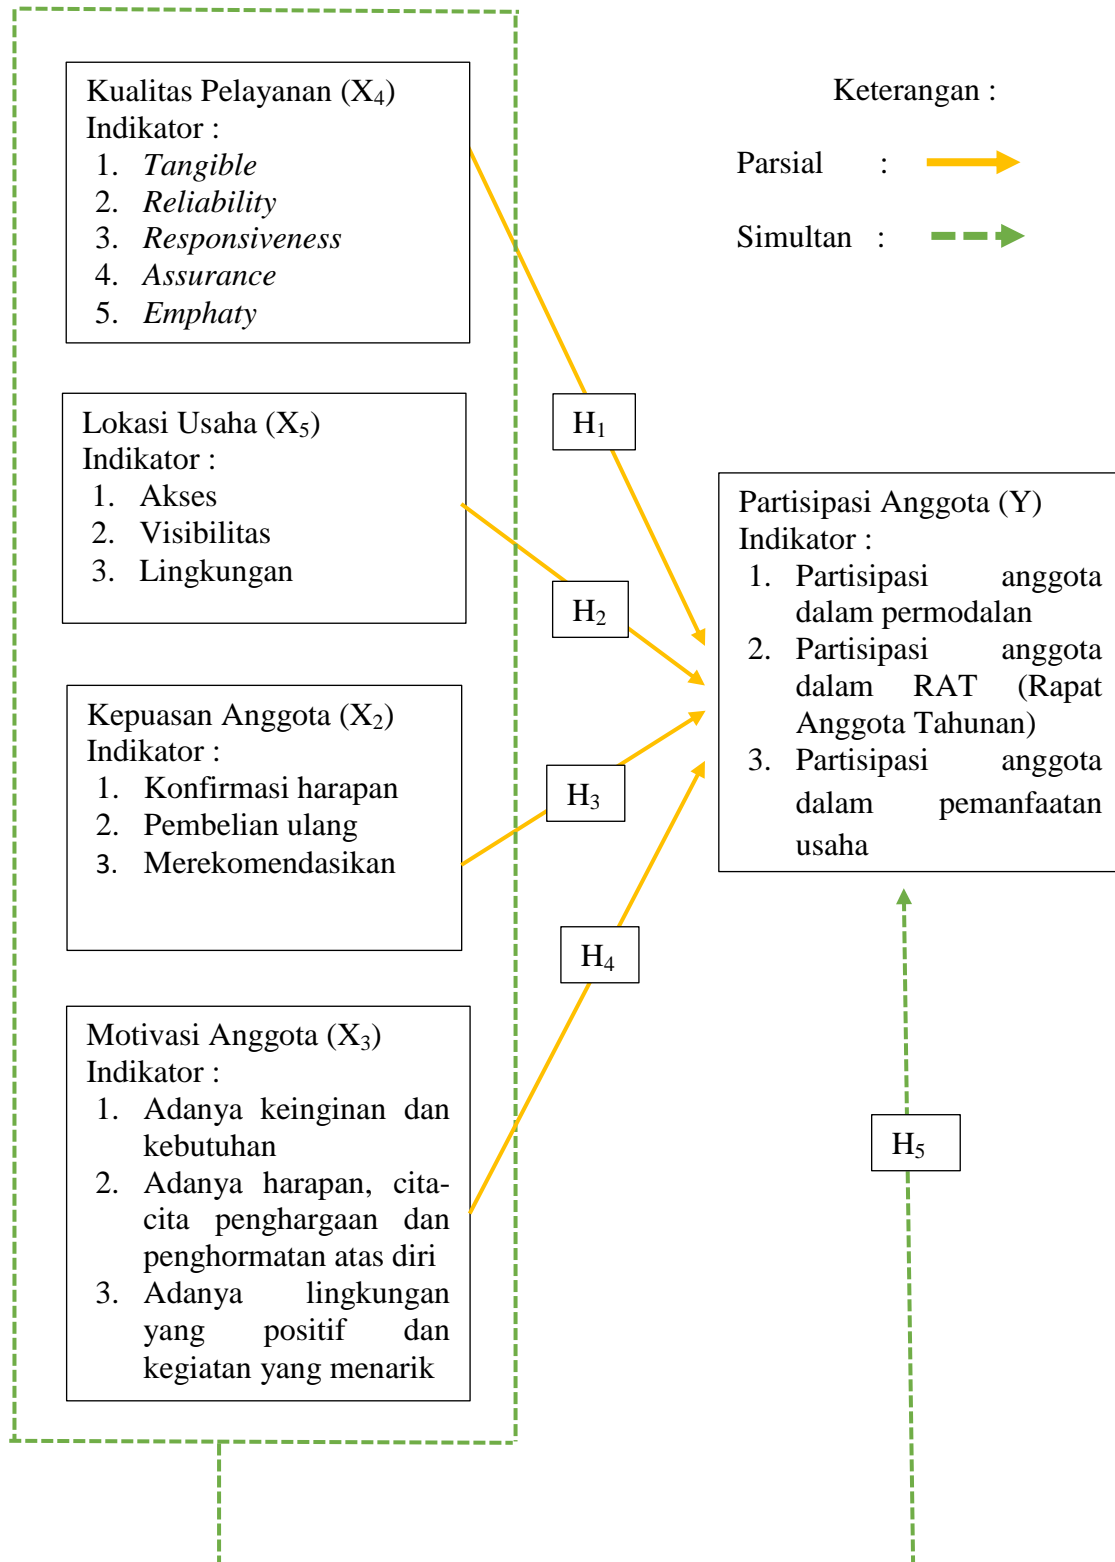 Kualitas Pelayanan (X₄)
Indikator :
1. Tangible
2. Reliability
3. Responsiveness
4. Assurance
5. Emphaty
Keterangan :
Parsial :
Simultan :
H₁
Lokasi Usaha (X₅)
Indikator :
1. Akses
2. Visibilitas
3. Lingkungan
H₂
Partisipasi Anggota (Y)
Indikator :
1. Partisipasi anggota
dalam permodalan
2. Partisipasi anggota
dalam RAT (Rapat
Anggota Tahunan)
3. Partisipasi anggota
dalam pemanfaatan
usaha
Kepuasan Anggota (X₂)
Indikator :
1. Konfirmasi harapan
2. Pembelian ulang
3. Merekomendasikan
H₃
H₄
Motivasi Anggota (X₃)
Indikator :
1. Adanya keinginan dan
kebutuhan
2. Adanya harapan, cita-
cita penghargaan dan
penghormatan atas diri
3. Adanya lingkungan
yang positif dan
kegiatan yang menarik
H₅